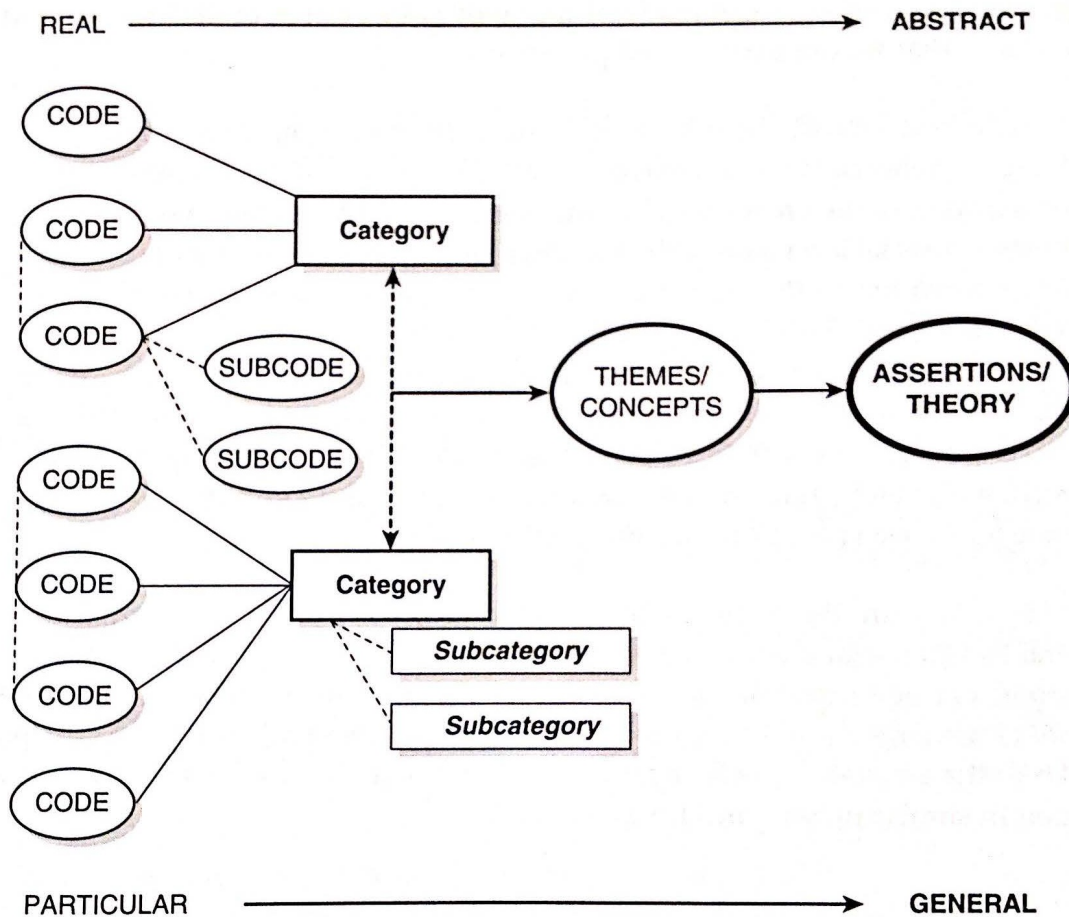 REAL
ABSTRACT
CODE
CODE
Category
CODE
SUBCODE
THEMES/
CONCEPTS
ASSERTIONS/
THEORY
SUBCODE
CODE
CODE
Category
Subcategory
CODE
Subcategory
CODE
PARTICULAR
GENERAL